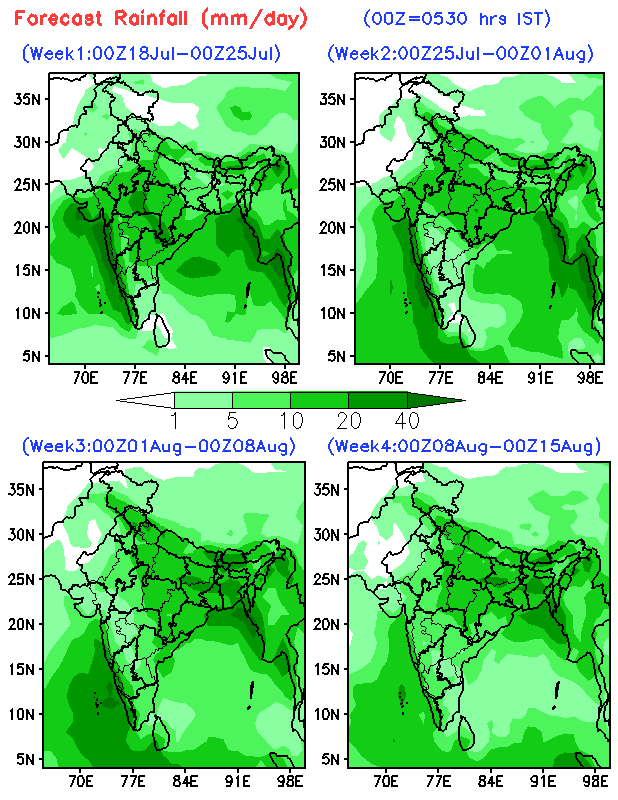 Forecast Rainfall (mm/day) (00Z=0530 hrs IST)
(Week1:00Z18Jul-00Z25Jul) (Week2:00Z25Jul-00Z01Aug)
35N 35N
30N 30N
25N 25N
20N 20N
15N 15N
10N 10N
5N 5N
70E 77E 84E 91E 98E 70E 77E 84E 91E 98E
1 5 10 20 40
(Week3:00Z01Aug-00Z08Aug) (Week4:00Z08Aug-00Z15Aug)
35N 35N
30N 30N
25N 25N
20N 20N
15N 15N
10N 10N
5N 5N
70E 77E 84E 91E 98E 70E 77E 84E 91E 98E